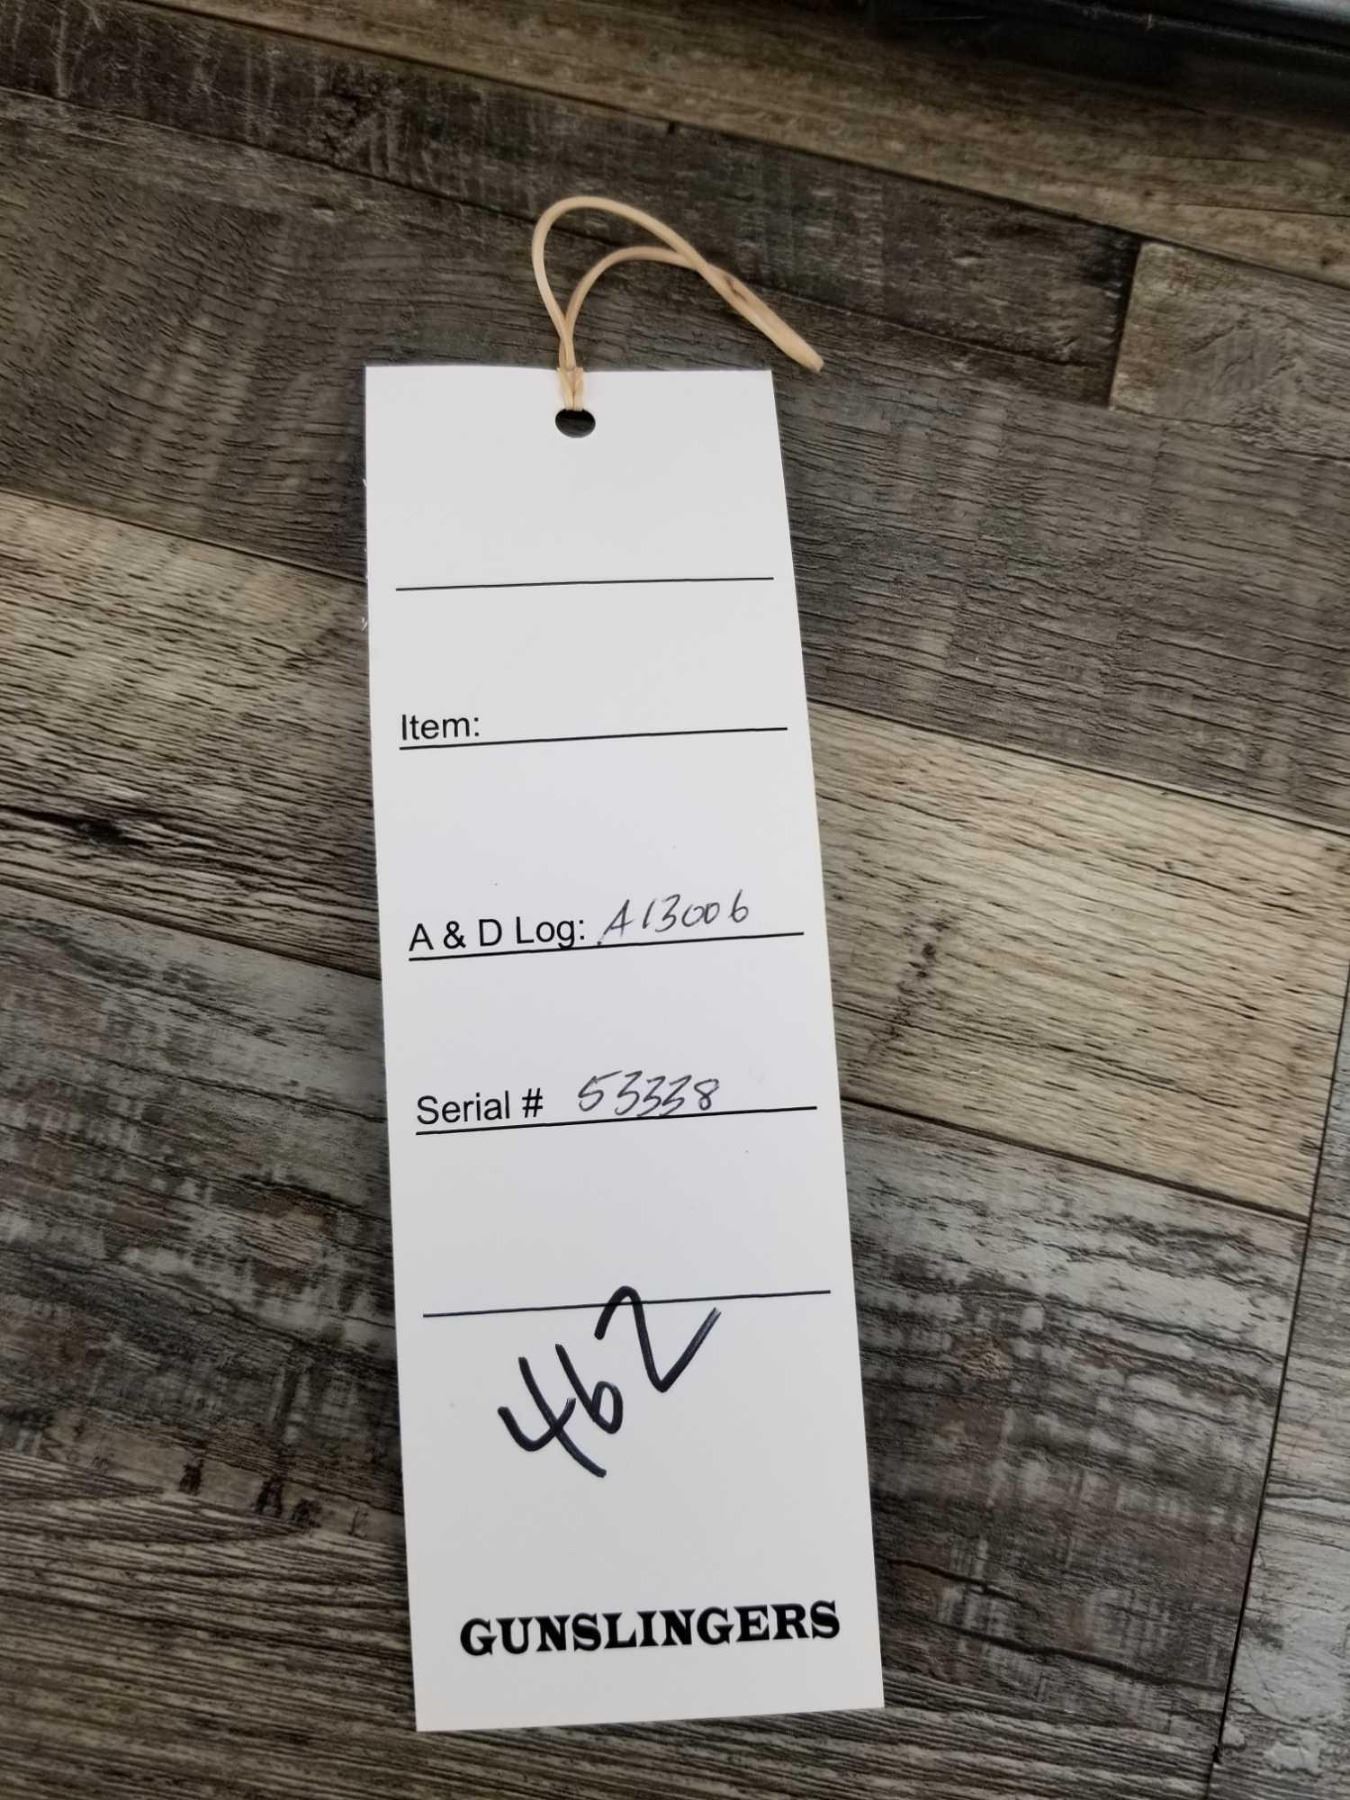 Item:
A & D Log: A13006
Serial # 53338
462
GUNSLINGERS